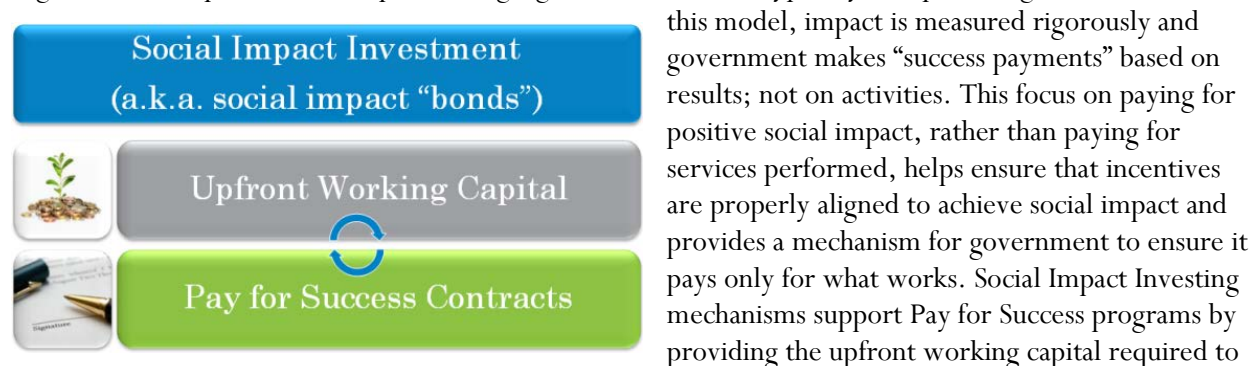 Social Impact Investment
(a.k.a. social impact “bonds”)
Upfront Working Capital
Pay for Success Contracts
Signature
this model, impact is measured rigorously and
government makes “success payments” based on
results; not on activities. This focus on paying for
positive social impact, rather than paying for
services performed, helps ensure that incentives
are properly aligned to achieve social impact and
provides a mechanism for government to ensure it
pays only for what works. Social Impact Investing
mechanisms support Pay for Success programs by
providing the upfront working capital required to